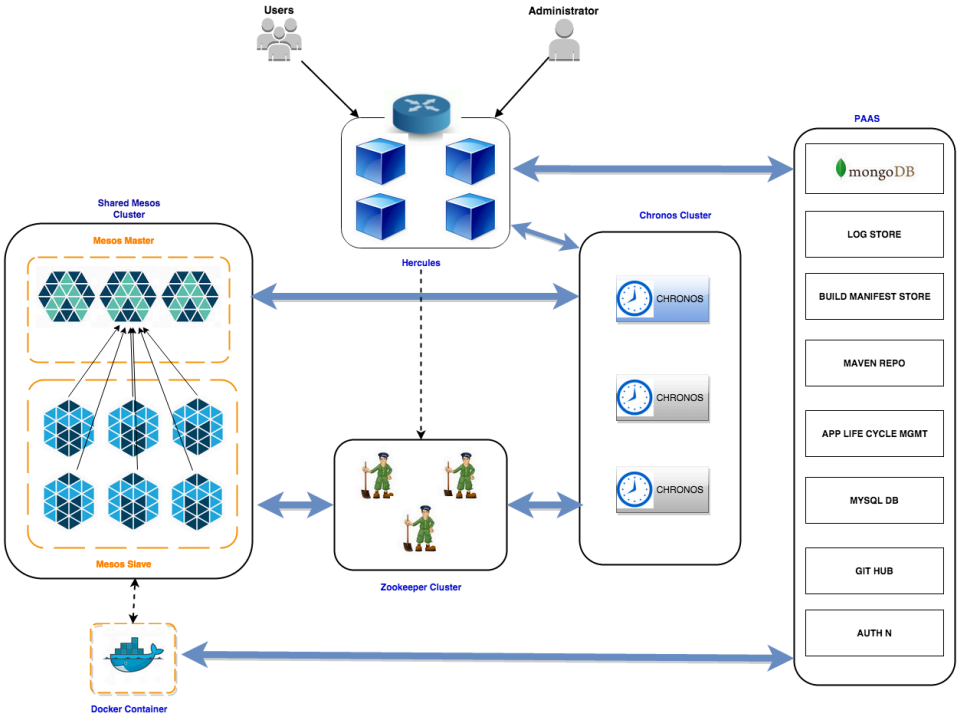 Users
Administrator
PAAS
mongoDB
Shared Mesos
Cluster
Chronos Cluster
LOG STORE
Mesos Master
Hercules
BUILD MANIFEST STORE
CHRONOS
MAVEN REPO
CHRONOS
APP LIFE CYCLE MGMT
CHRONOS
MYSQL DB
Mesos Slave
GIT HUB
Zookeeper Cluster
AUTH N
Docker Container